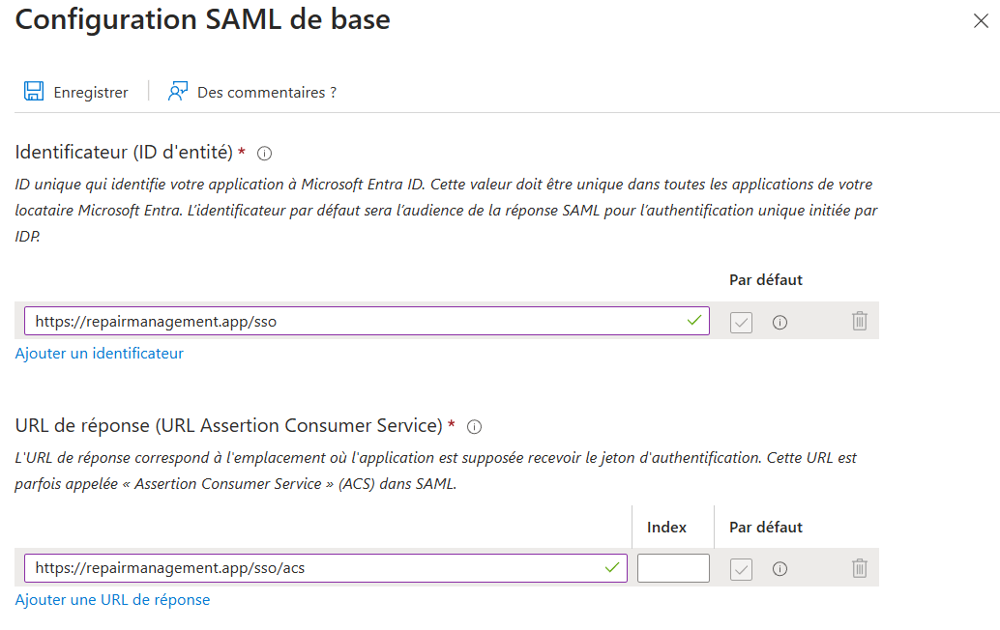 Configuration SAML de base
Enregistrer
Des commentaires ?
Identificateur (ID d'entité) *
ID unique qui identifie votre application à Microsoft Entra ID. Cette valeur doit être unique dans toutes les applications de votre
locataire Microsoft Entra. L’identificateur par défaut sera l’audience de la réponse SAML pour l’authentification unique initiée par
IDP.
Par défaut
https://repairmanagement.app/sso
Ajouter un identificateur
URL de réponse (URL Assertion Consumer Service) *
L'URL de réponse correspond à l'emplacement où l'application est supposée recevoir le jeton d'authentification. Cette URL est
parfois appelée « Assertion Consumer Service » (ACS) dans SAML.
Index
Par défaut
https://repairmanagement.app/sso/acs
Ajouter une URL de réponse